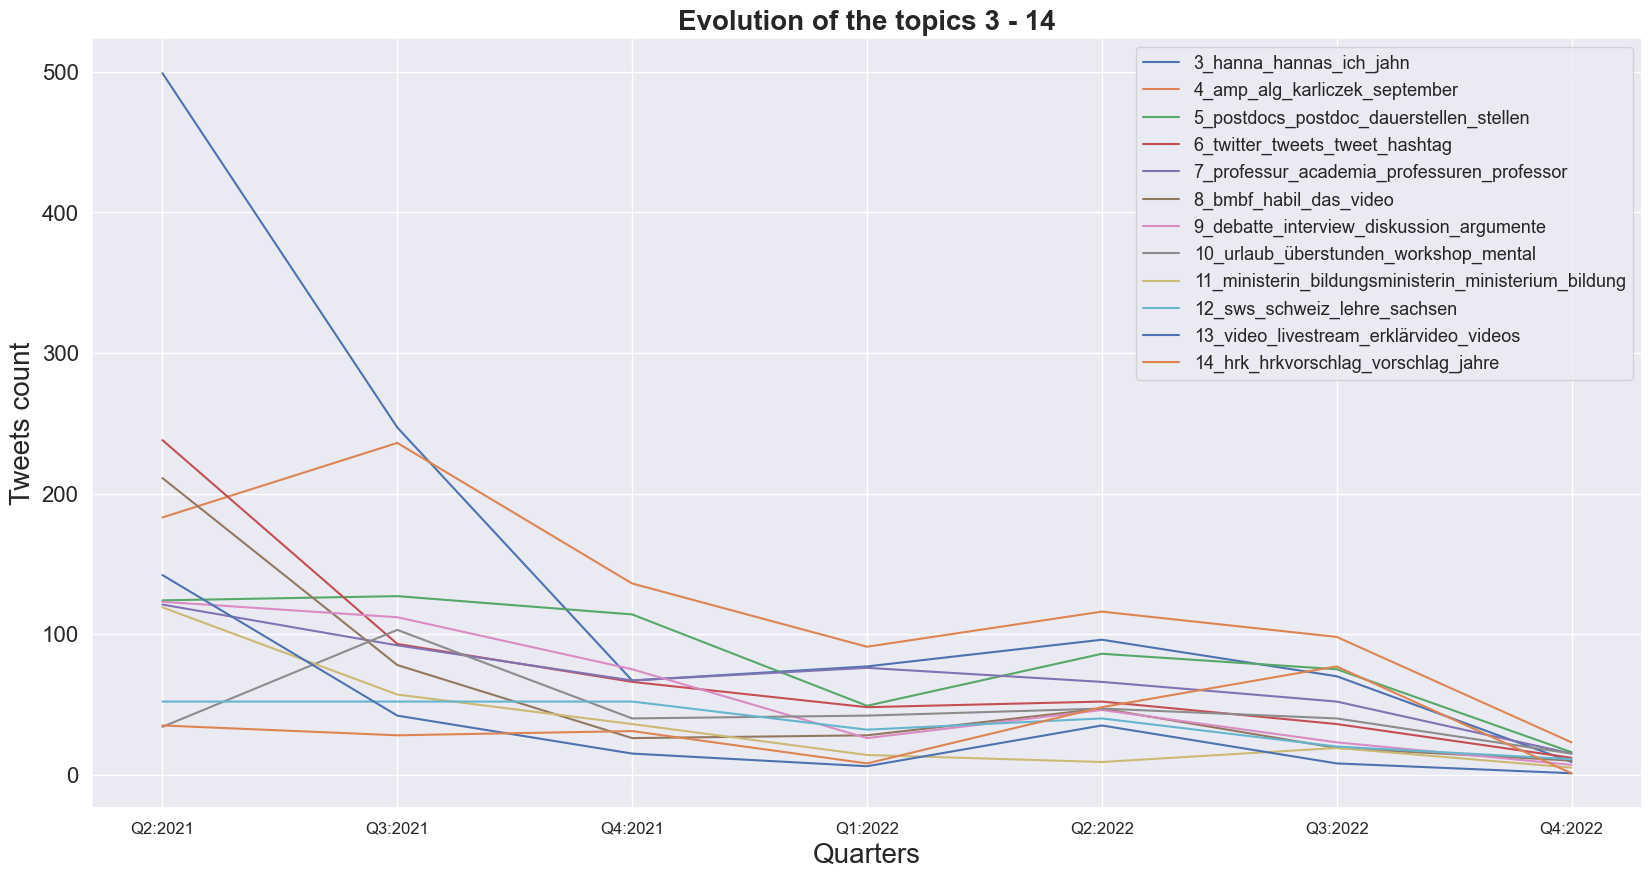 Evolution of the topics 3 - 14
3_hanna_hannas_ich_jahn
4_amp_alg_karliczek_september
5_postdocs_postdoc_dauerstellen_stellen
6_twitter_tweets_tweet_hashtag
7_professur_academia_professuren_professor
8_bmbf_habil_das_video
9_debatte_interview_diskussion_argumente
10_urlaub_überstunden_workshop_mental
11_ministerin_bildungsministerin_ministerium_bildung
12_sws_schweiz_lehre_sachsen
13_video_livestream_erklärvideo_videos
14_hrk_hrkvorschlag_vorschlag_jahre
Tweets count
500
400
300
200
100
0
Q2:2021
Q3:2021
Q4:2021
Q1:2022
Q2:2022
Q3:2022
Q4:2022
Quarters